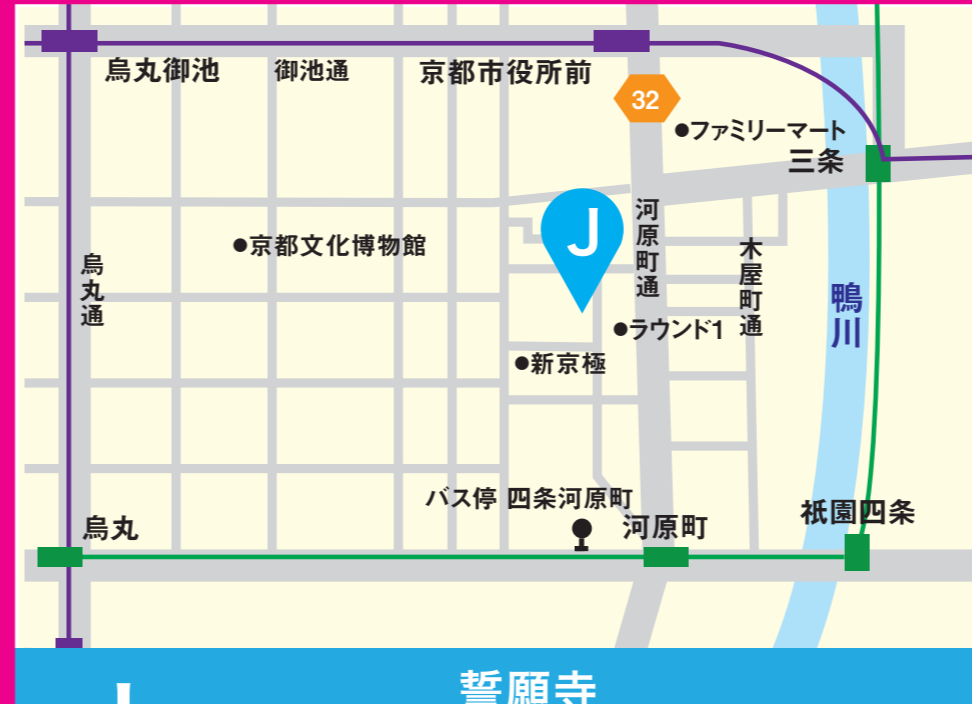 烏丸御池
御池通
京都市役所前
32
●ファミリーマート
三条
●京都文化博物館
J
河原町通
木屋町通
烏丸通
鴨川
●ラウンド1
●新京極
バス停 四条河原町
烏丸
河原町
祇園四条
誓願寺